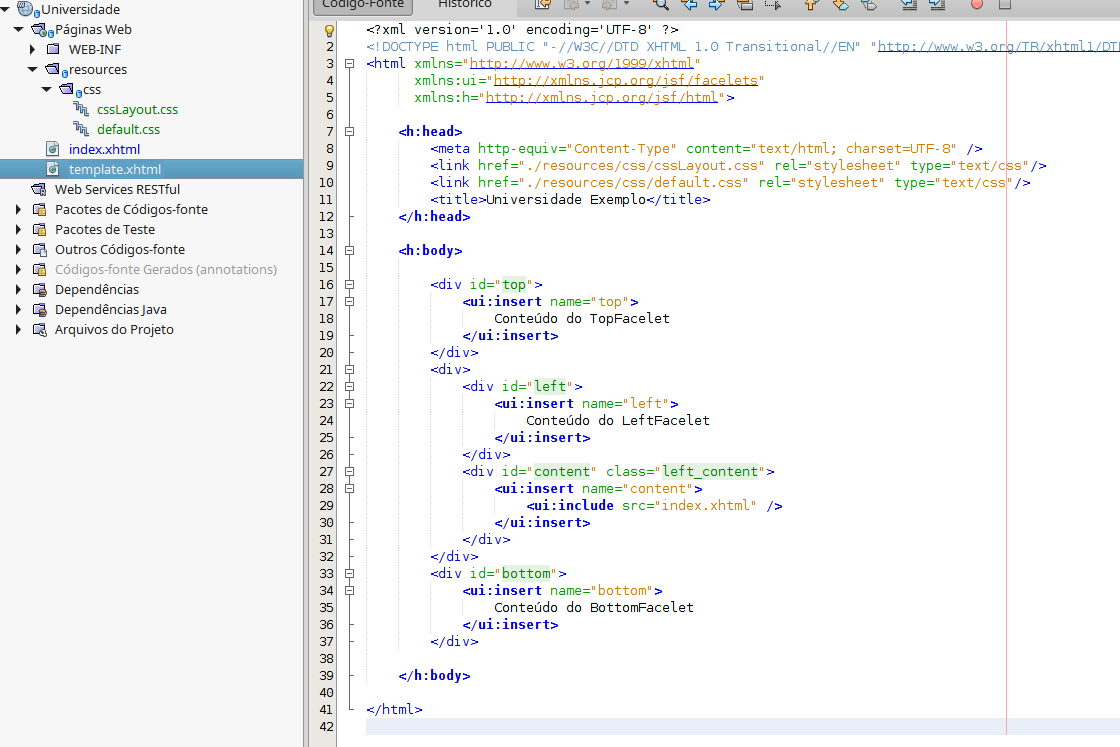 Universidade
Páginas Web
WEB-INF
resources
css
cssLayout.css
default.css
index.xhtml
template.xhtml
Web Services RESTful
Pacotes de Códigos-fonte
Pacotes de Teste
Outros Códigos-fonte
Códigos-fonte Gerados (annotations)
Dependências
Dependências Java
Arquivos do Projeto
Código-Fonte Histórico
<?xml version='1.0' encoding='UTF-8' ?>
2 <!DOCTYPE html PUBLIC "-//W3C//DTD XHTML 1.0 Transitional//EN" "http://www.w3.org/TR/xhtml1/DTD
3 <html xmlns="http://www.w3.org/1999/xhtml"
4 xmlns:ui="http://xmlns.jcp.org/jsf/facelets"
5 xmlns:h="http://xmlns.jcp.org/jsf/html">
6
7 <h:head>
8 <meta http-equiv="Content-Type" content="text/html; charset=UTF-8" />
9 <link href="./resources/css/cssLayout.css" rel="stylesheet" type="text/css"/>
10 <link href="./resources/css/default.css" rel="stylesheet" type="text/css"/>
11 <title>Universidade Exemplo</title>
12 </h:head>
13
14 <h:body>
15
16 <div id="top">
17 <ui:insert name="top">
18 Conteúdo do TopFacelet
19 </ui:insert>
20 </div>
21 <div>
22 <div id="left">
23 <ui:insert name="left">
24 Conteúdo do LeftFacelet
25 </ui:insert>
26 </div>
27 <div id="content" class="left_content">
28 <ui:insert name="content">
29 <ui:include src="index.xhtml" />
30 </ui:insert>
31 </div>
32 </div>
33 <div id="bottom">
34 <ui:insert name="bottom">
35 Conteúdo do BottomFacelet
36 </ui:insert>
37 </div>
38
39 </h:body>
40
41 </html>
42